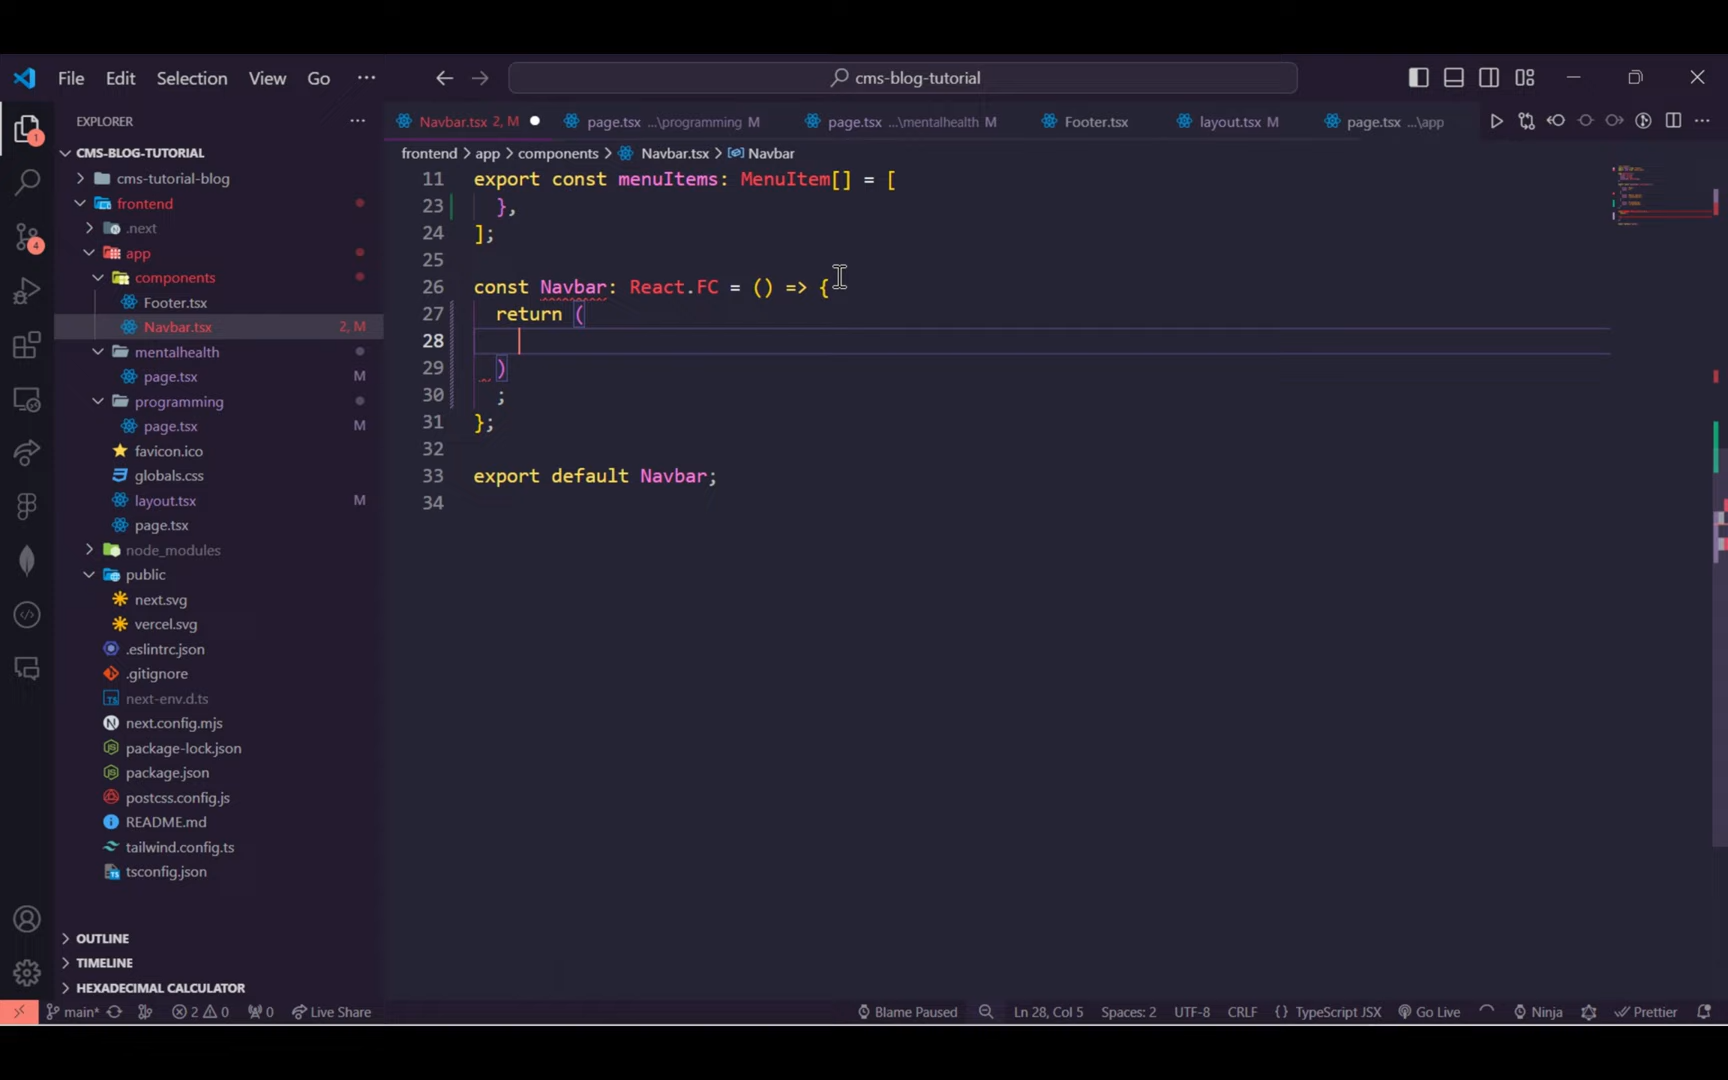 File Edit Selection View Go ··· cms-blog-tutorial
EXPLORER ···
CMS-BLOG-TUTORIAL
cms-tutorial-blog
frontend
.next
app
components
Footer.tsx
Navbar.tsx 2, M
mentalhealth
page.tsx M
programming
page.tsx M
favicon.ico
globals.css
layout.tsx M
page.tsx
node_modules
public
next.svg
vercel.svg
.eslintrc.json
.gitignore
next-env.d.ts
next.config.mjs
package-lock.json
package.json
postcss.config.js
README.md
tailwind.config.ts
tsconfig.json
OUTLINE
TIMELINE
HEXADECIMAL CALCULATOR
1
4
Navbar.tsx 2, M page.tsx ...\programming M page.tsx ...\mentalhealth M Footer.tsx layout.tsx M page.tsx ...\app ···
frontend > app > components > Navbar.tsx > Navbar
11 export const menuItems: MenuItem[] = [
23 },
24 ];
25
26 const Navbar: React.FC = () => {
27 return (
28
29 )
30 ;
31 };
32
33 export default Navbar;
34
main* 2 0 0 Live Share Blame Paused Ln 28, Col 5 Spaces: 2 UTF-8 CRLF {} TypeScript JSX Go Live Ninja Prettier